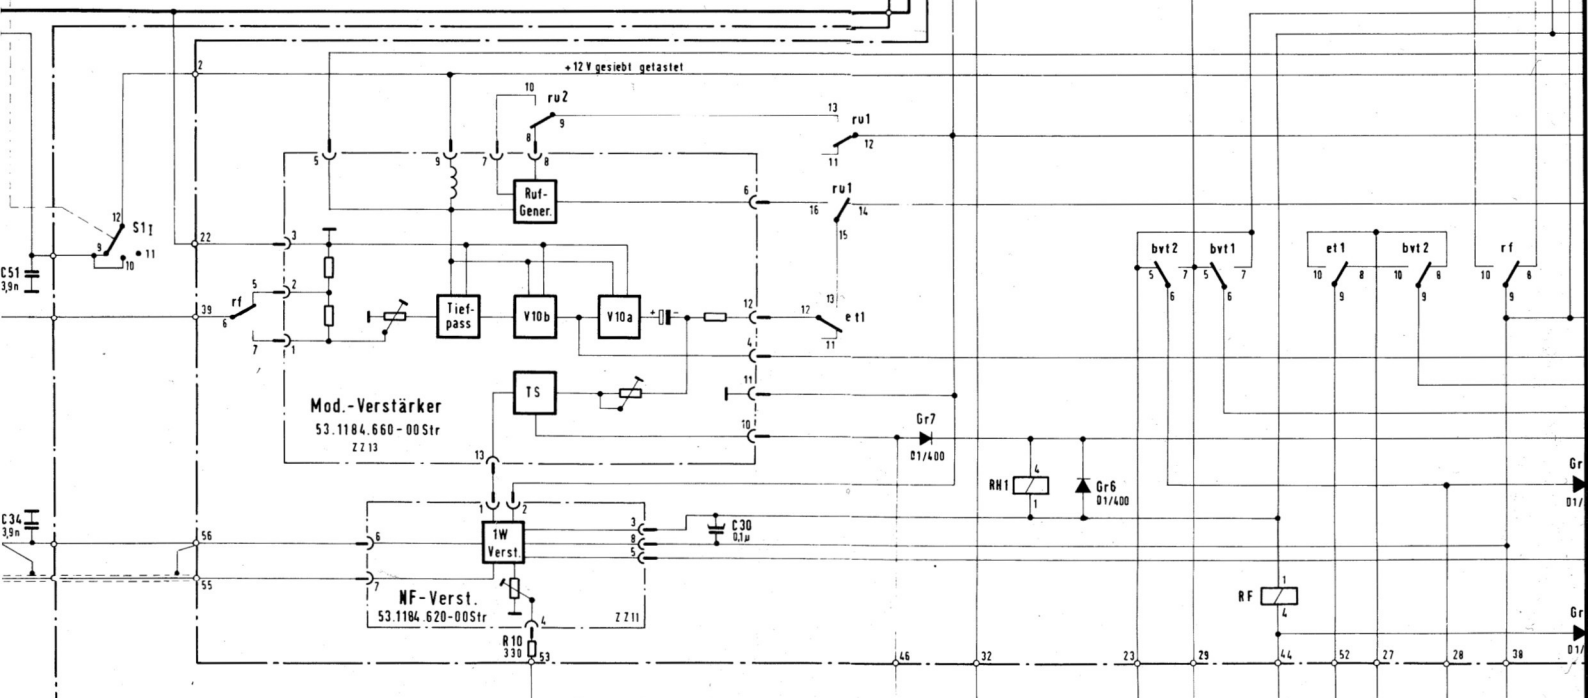 2
+12 V gesiebt getastet
10
ru2
9
8
13
ru1
12
11
5
9
7
8
Ruf-
Gener.
6
16
ru1
14
15
12
S1I
9
10
11
22
3
C51
3,9n
5
2
39
rf
6
7
1
Tief-
pass
V10b
V10a
+
-
12
12
13
et1
11
4
TS
11
10
Mod.-Verstärker
53.1184.660-00Str
ZZ13
13
Gr7
D1/400
RH1
4
1
Gr6
D1/400
bvt2
5
7
6
bvt1
5
7
6
et1
10
8
9
bvt2
10
8
9
rf
10
8
9
Gr
D1/
C34
3,9n
56
55
6
7
1
2
1W
Verst.
3
8
5
C30
0,1µ
NF-Verst.
53.1184.620-00Str
ZZ11
4
R10
330
53
RF
1
4
Gr
D1/
46
32
23
29
44
52
27
28
38